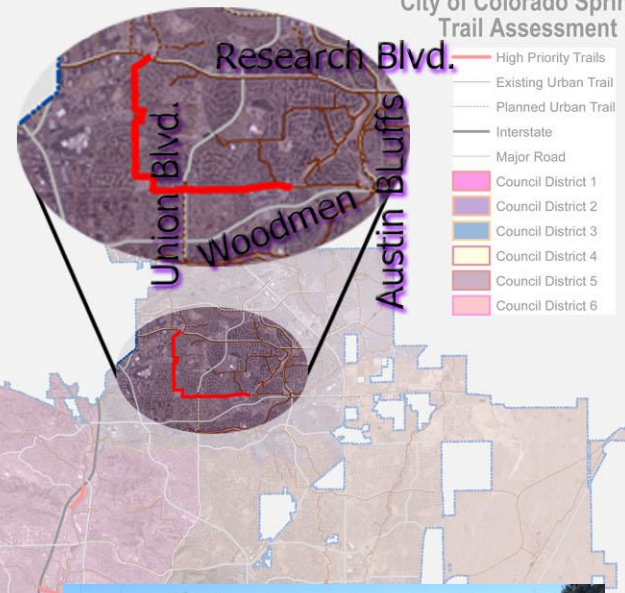 City of Colorado Sprin
Trail Assessment
High Priority Trails
Existing Urban Trail
Planned Urban Trail
Interstate
Major Road
Council District 1
Council District 2
Council District 3
Council District 4
Council District 5
Council District 6
Research Blvd.
Union Blvd.
Woodmen
Austin BLuffs